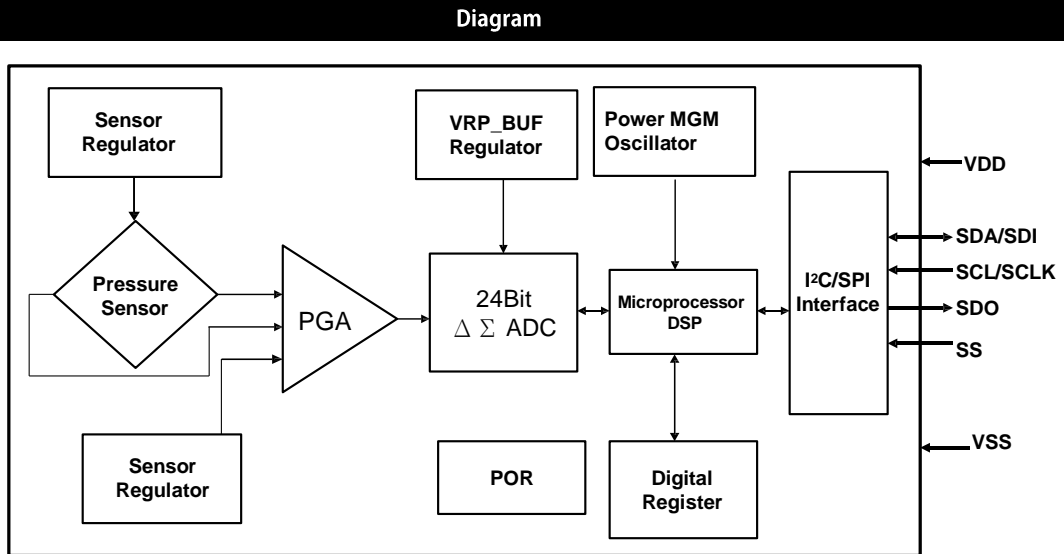 Diagram
Sensor
Regulator
VRP_BUF
Regulator
Power MGM
Oscillator
VDD
Pressure
Sensor
PGA
24Bit
Δ Σ ADC
Microprocessor
DSP
I²C/SPI
Interface
SDA/SDI
SCL/SCLK
SDO
SS
Sensor
Regulator
POR
Digital
Register
VSS